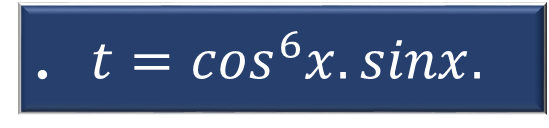 . t = cos⁶x. sinx.